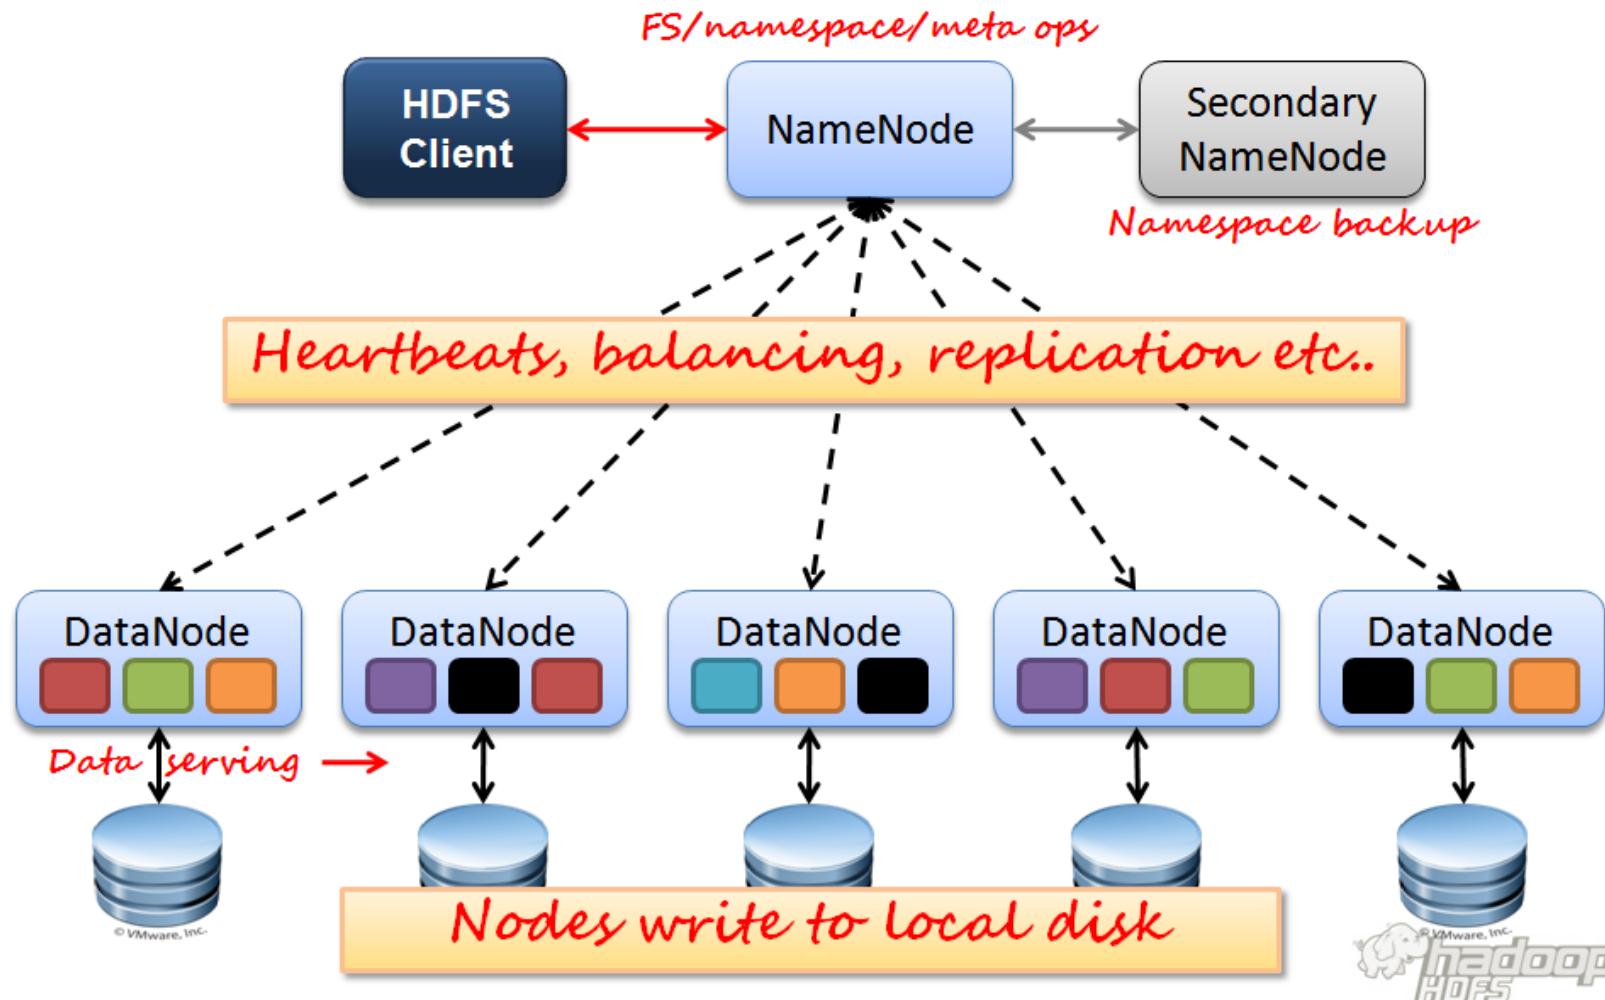 FS/namespace/meta ops
HDFS
Client
NameNode
Secondary
NameNode
Namespace backup
Heartbeats, balancing, replication etc..
DataNode
DataNode
DataNode
DataNode
DataNode
Data serving
Nodes write to local disk
© VMware, Inc.
© VMware, Inc.
hadoop
HDFS